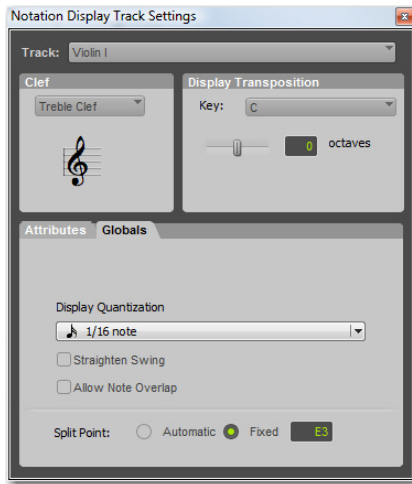 Notation Display Track Settings
Track: Violin I
Clef
Treble Clef
Display Transposition
Key: C
0 octaves
Attributes Globals
Display Quantization
1/16 note
Straighten Swing
Allow Note Overlap
Split Point: Automatic Fixed E3